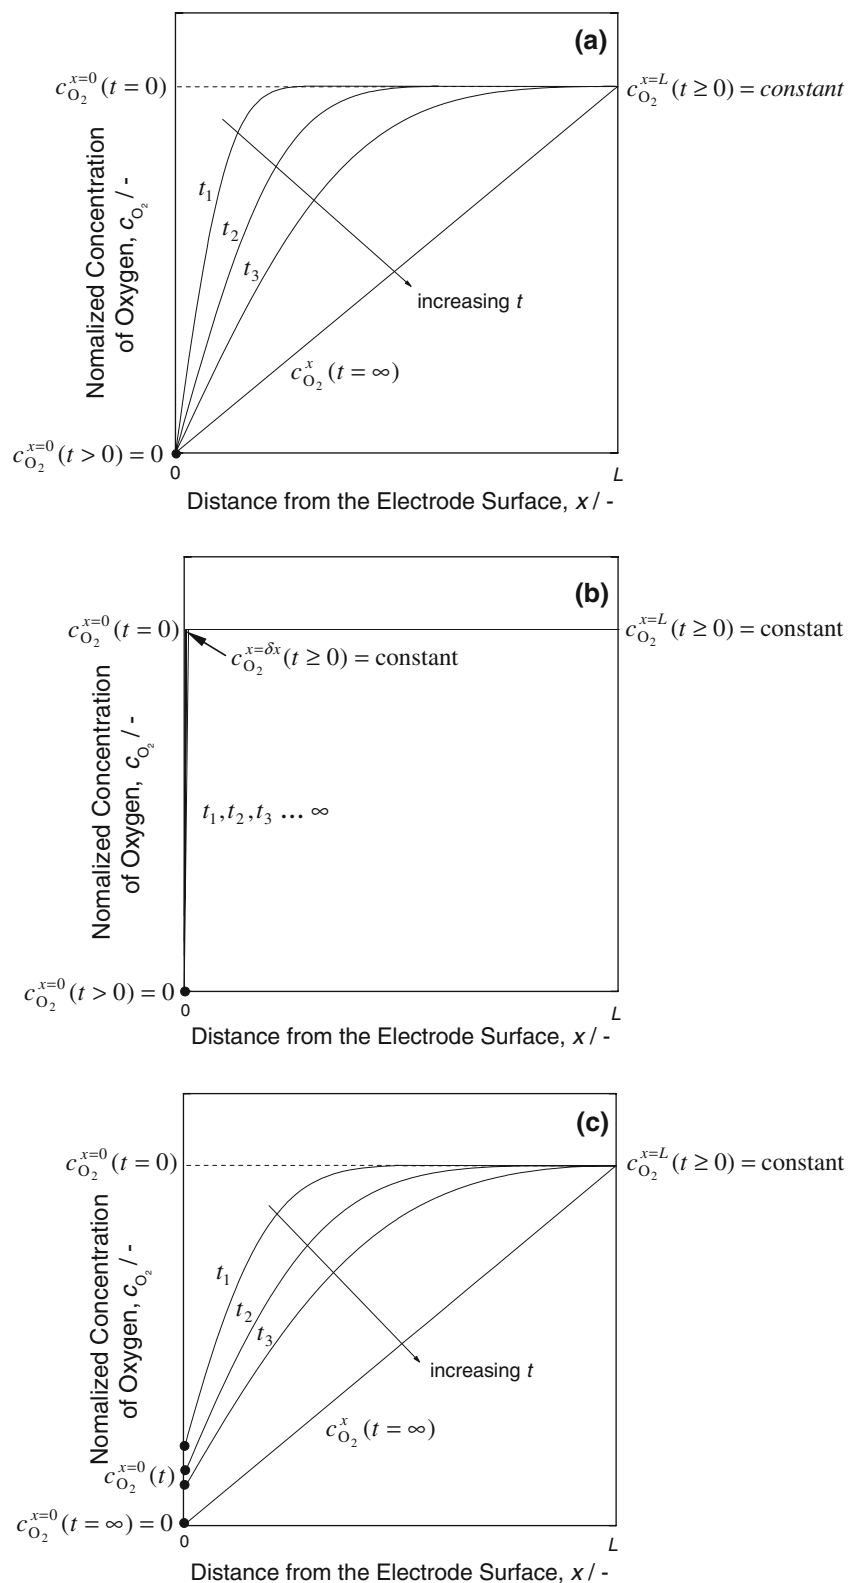 (a)
c_{O_2}^{x=0}(t = 0)
c_{O_2}^{x=L}(t ≥ 0) = constant
Nomalized Concentration
of Oxygen, c_{O_2} / -
t_1
t_2
t_3
increasing t
c_{O_2}^{x}(t = ∞)
c_{O_2}^{x=0}(t > 0) = 0
0
L
Distance from the Electrode Surface, x / -
(b)
c_{O_2}^{x=0}(t = 0)
c_{O_2}^{x=L}(t ≥ 0) = constant
c_{O_2}^{x=δx}(t ≥ 0) = constant
Nomalized Concentration
of Oxygen, c_{O_2} / -
t_1, t_2, t_3 ... ∞
c_{O_2}^{x=0}(t > 0) = 0
0
L
Distance from the Electrode Surface, x / -
(c)
c_{O_2}^{x=0}(t = 0)
c_{O_2}^{x=L}(t ≥ 0) = constant
Nomalized Concentration
of Oxygen, c_{O_2} / -
t_1
t_2
t_3
increasing t
c_{O_2}^{x}(t = ∞)
c_{O_2}^{x=0}(t)
c_{O_2}^{x=0}(t = ∞) = 0
0
L
Distance from the Electrode Surface, x / -